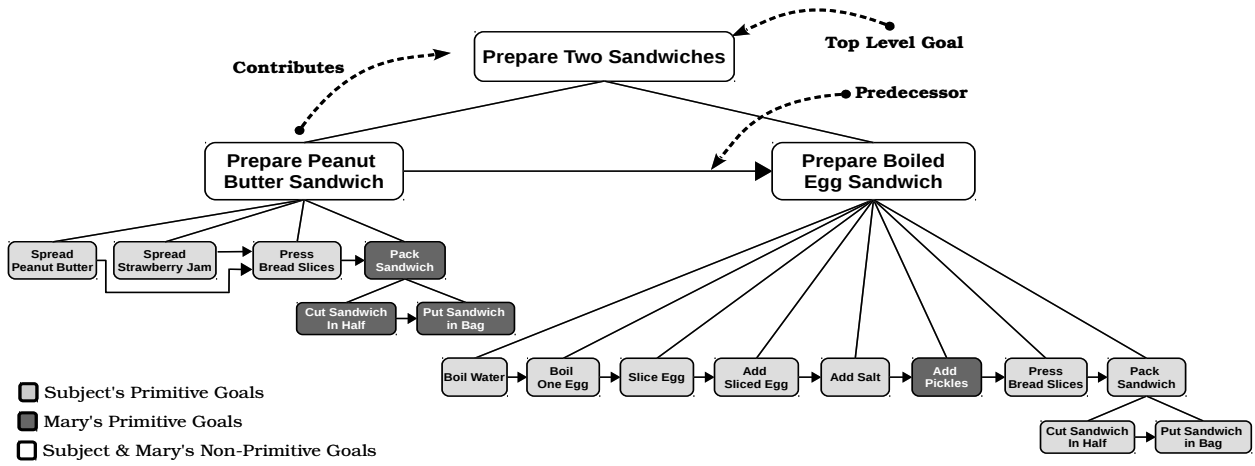 Top Level Goal
Contributes
Prepare Two Sandwiches
Predecessor
Prepare Peanut
Butter Sandwich
Prepare Boiled
Egg Sandwich
Spread
Peanut Butter
Spread
Strawberry Jam
Press
Bread Slices
Pack
Sandwich
Cut Sandwich
In Half
Put Sandwich
in Bag
Boil Water
Boil
One Egg
Slice Egg
Add
Sliced Egg
Add Salt
Add
Pickles
Press
Bread Slices
Pack
Sandwich
Cut Sandwich
In Half
Put Sandwich
in Bag
Subject's Primitive Goals
Mary's Primitive Goals
Subject & Mary's Non-Primitive Goals